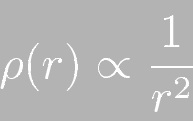 ρ(r) ∝ 1/r²